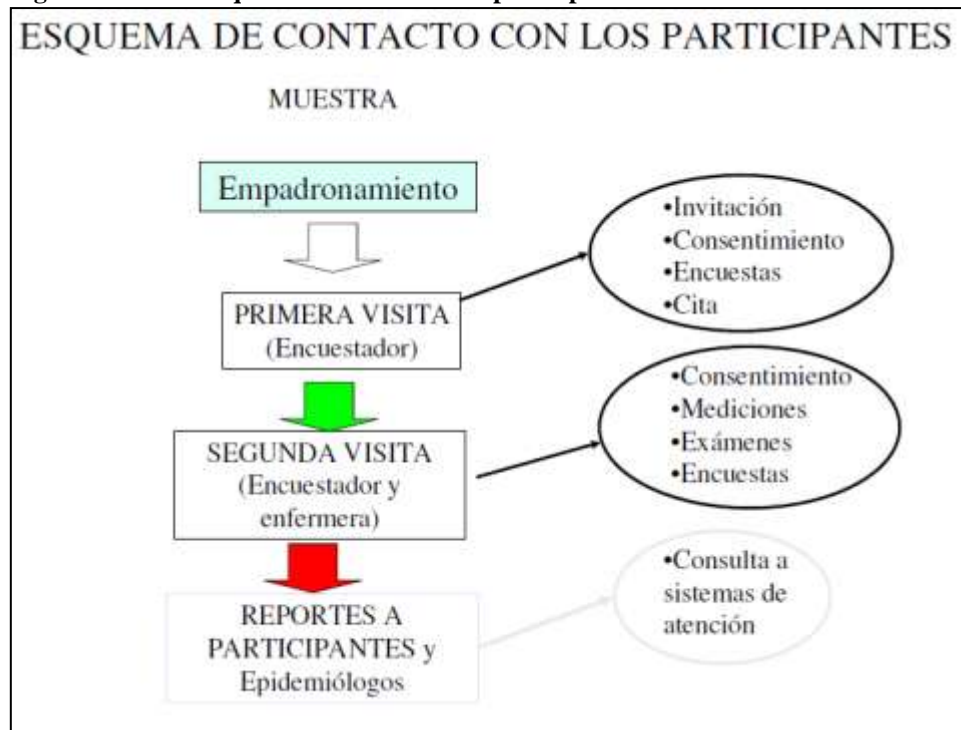 ESQUEMA DE CONTACTO CON LOS PARTICIPANTES
MUESTRA
Empadronamiento
•Invitación
•Consentimiento
•Encuestas
•Cita
PRIMERA VISITA
(Encuestador)
•Consentimiento
•Mediciones
•Exámenes
•Encuestas
SEGUNDA VISITA
(Encuestador y
enfermera)
•Consulta a
sistemas de
atención
REPORTES A
PARTICIPANTES y
Epidemiólogos